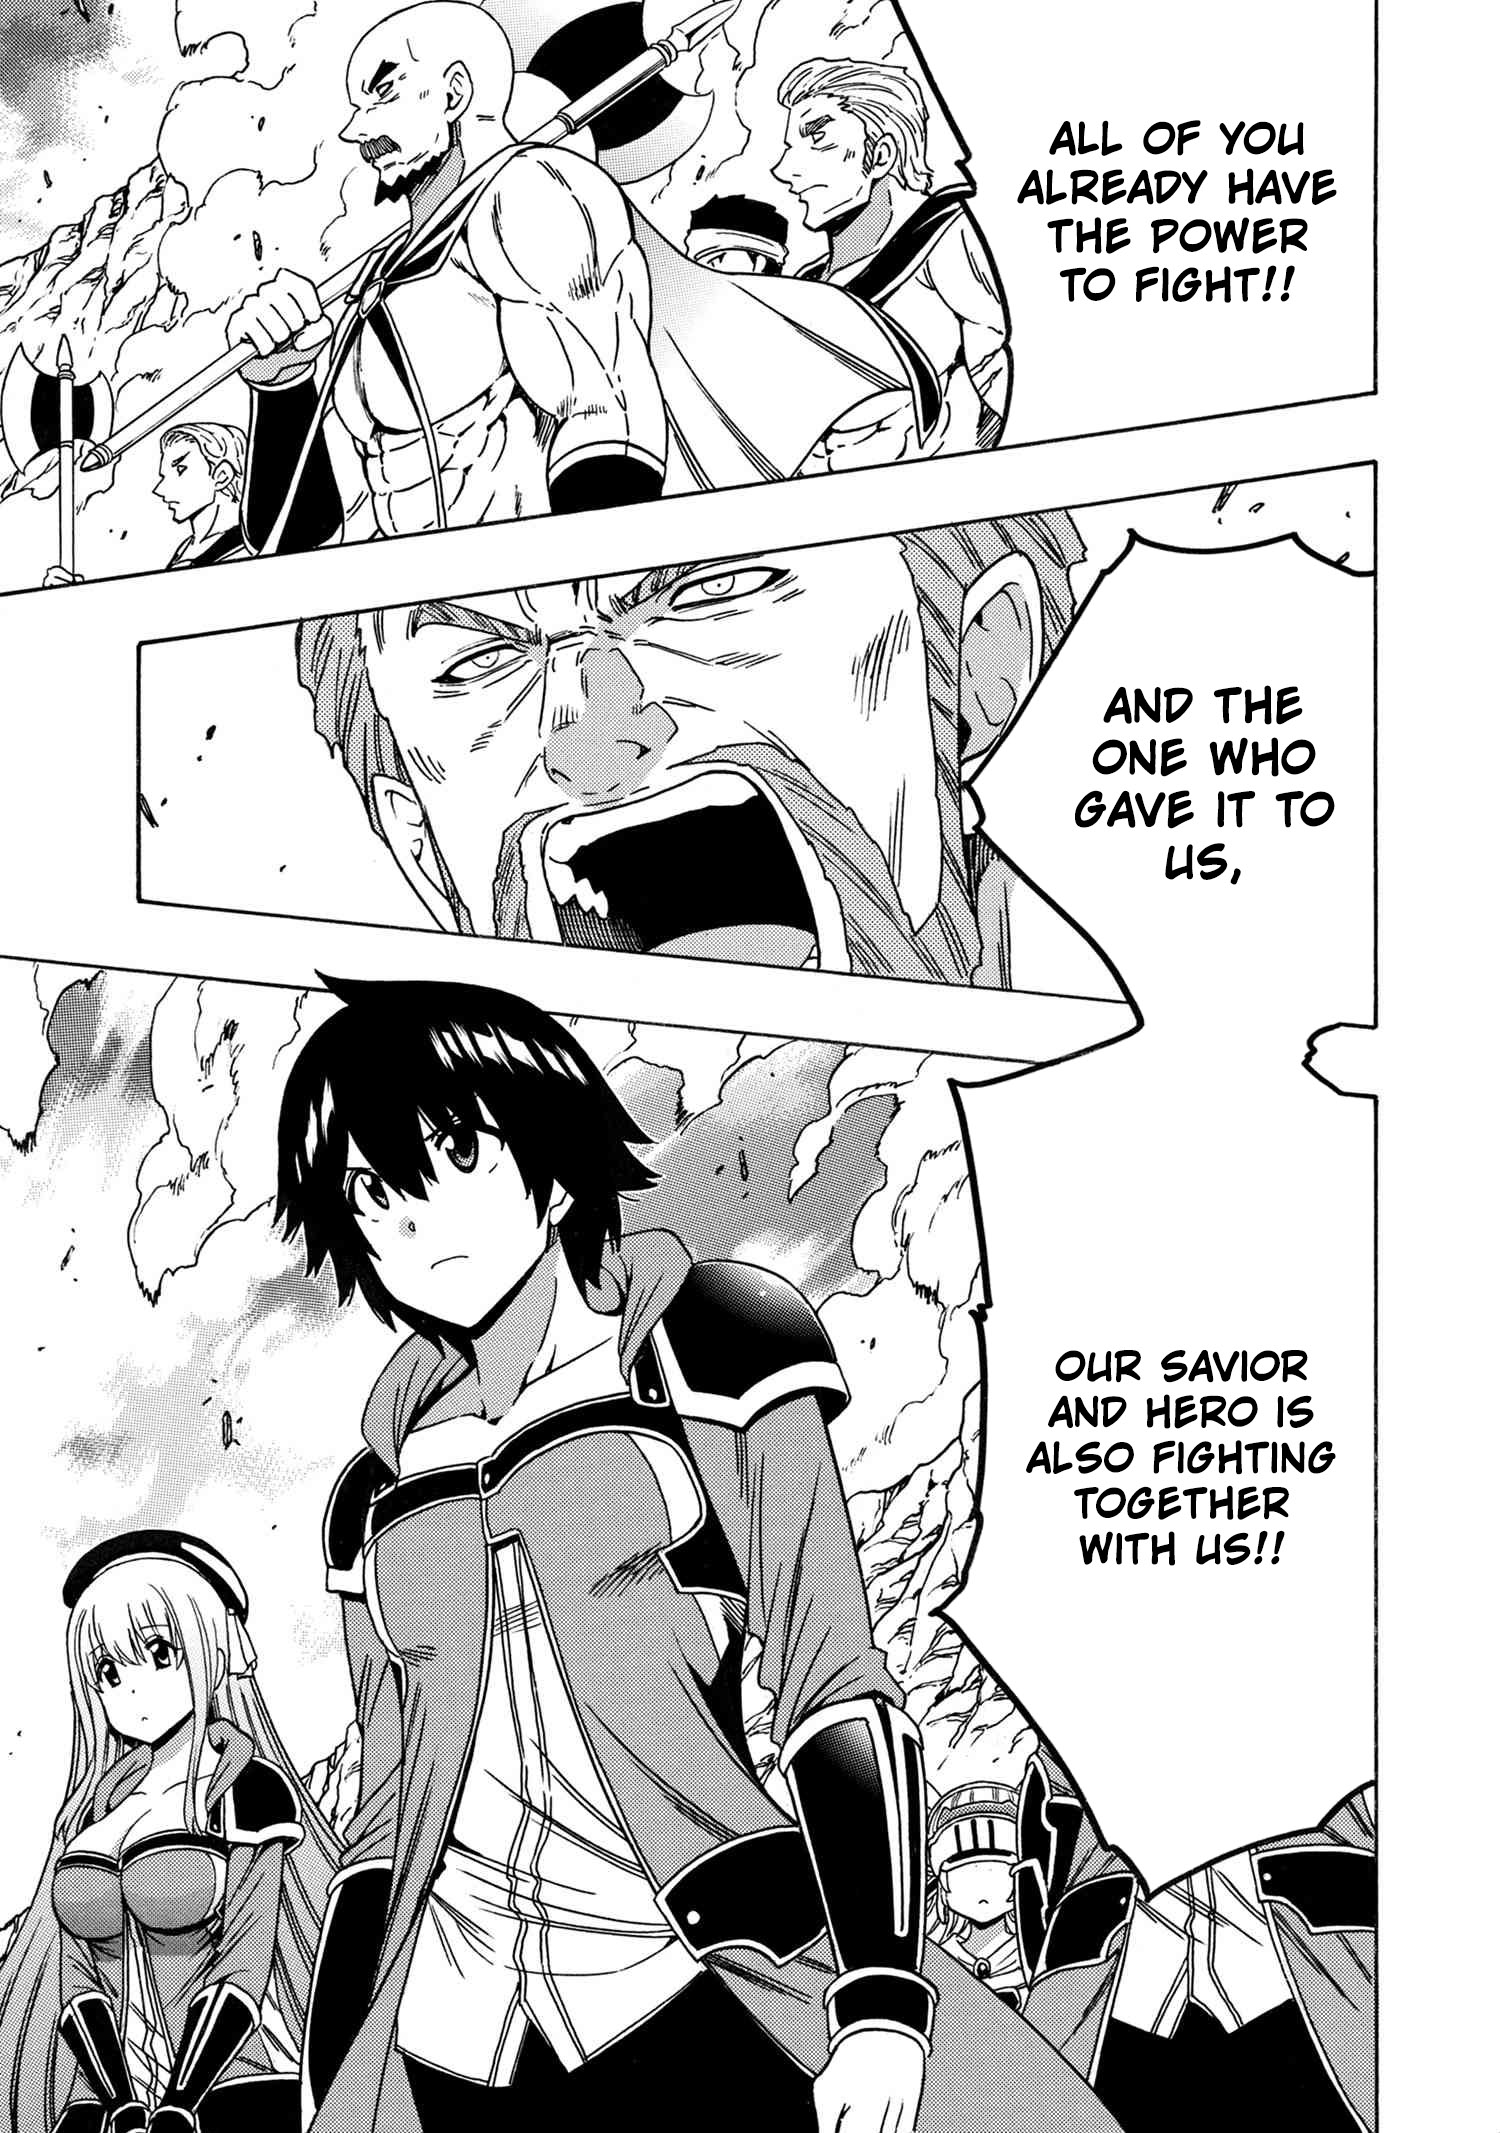 ALL OF YOU
ALREADY HAVE
THE POWER
TO FIGHT!!
AND THE
ONE WHO
GAVE IT TO
US,
OUR SAVIOR
AND HERO IS
ALSO FIGHTING
TOGETHER
WITH US!!